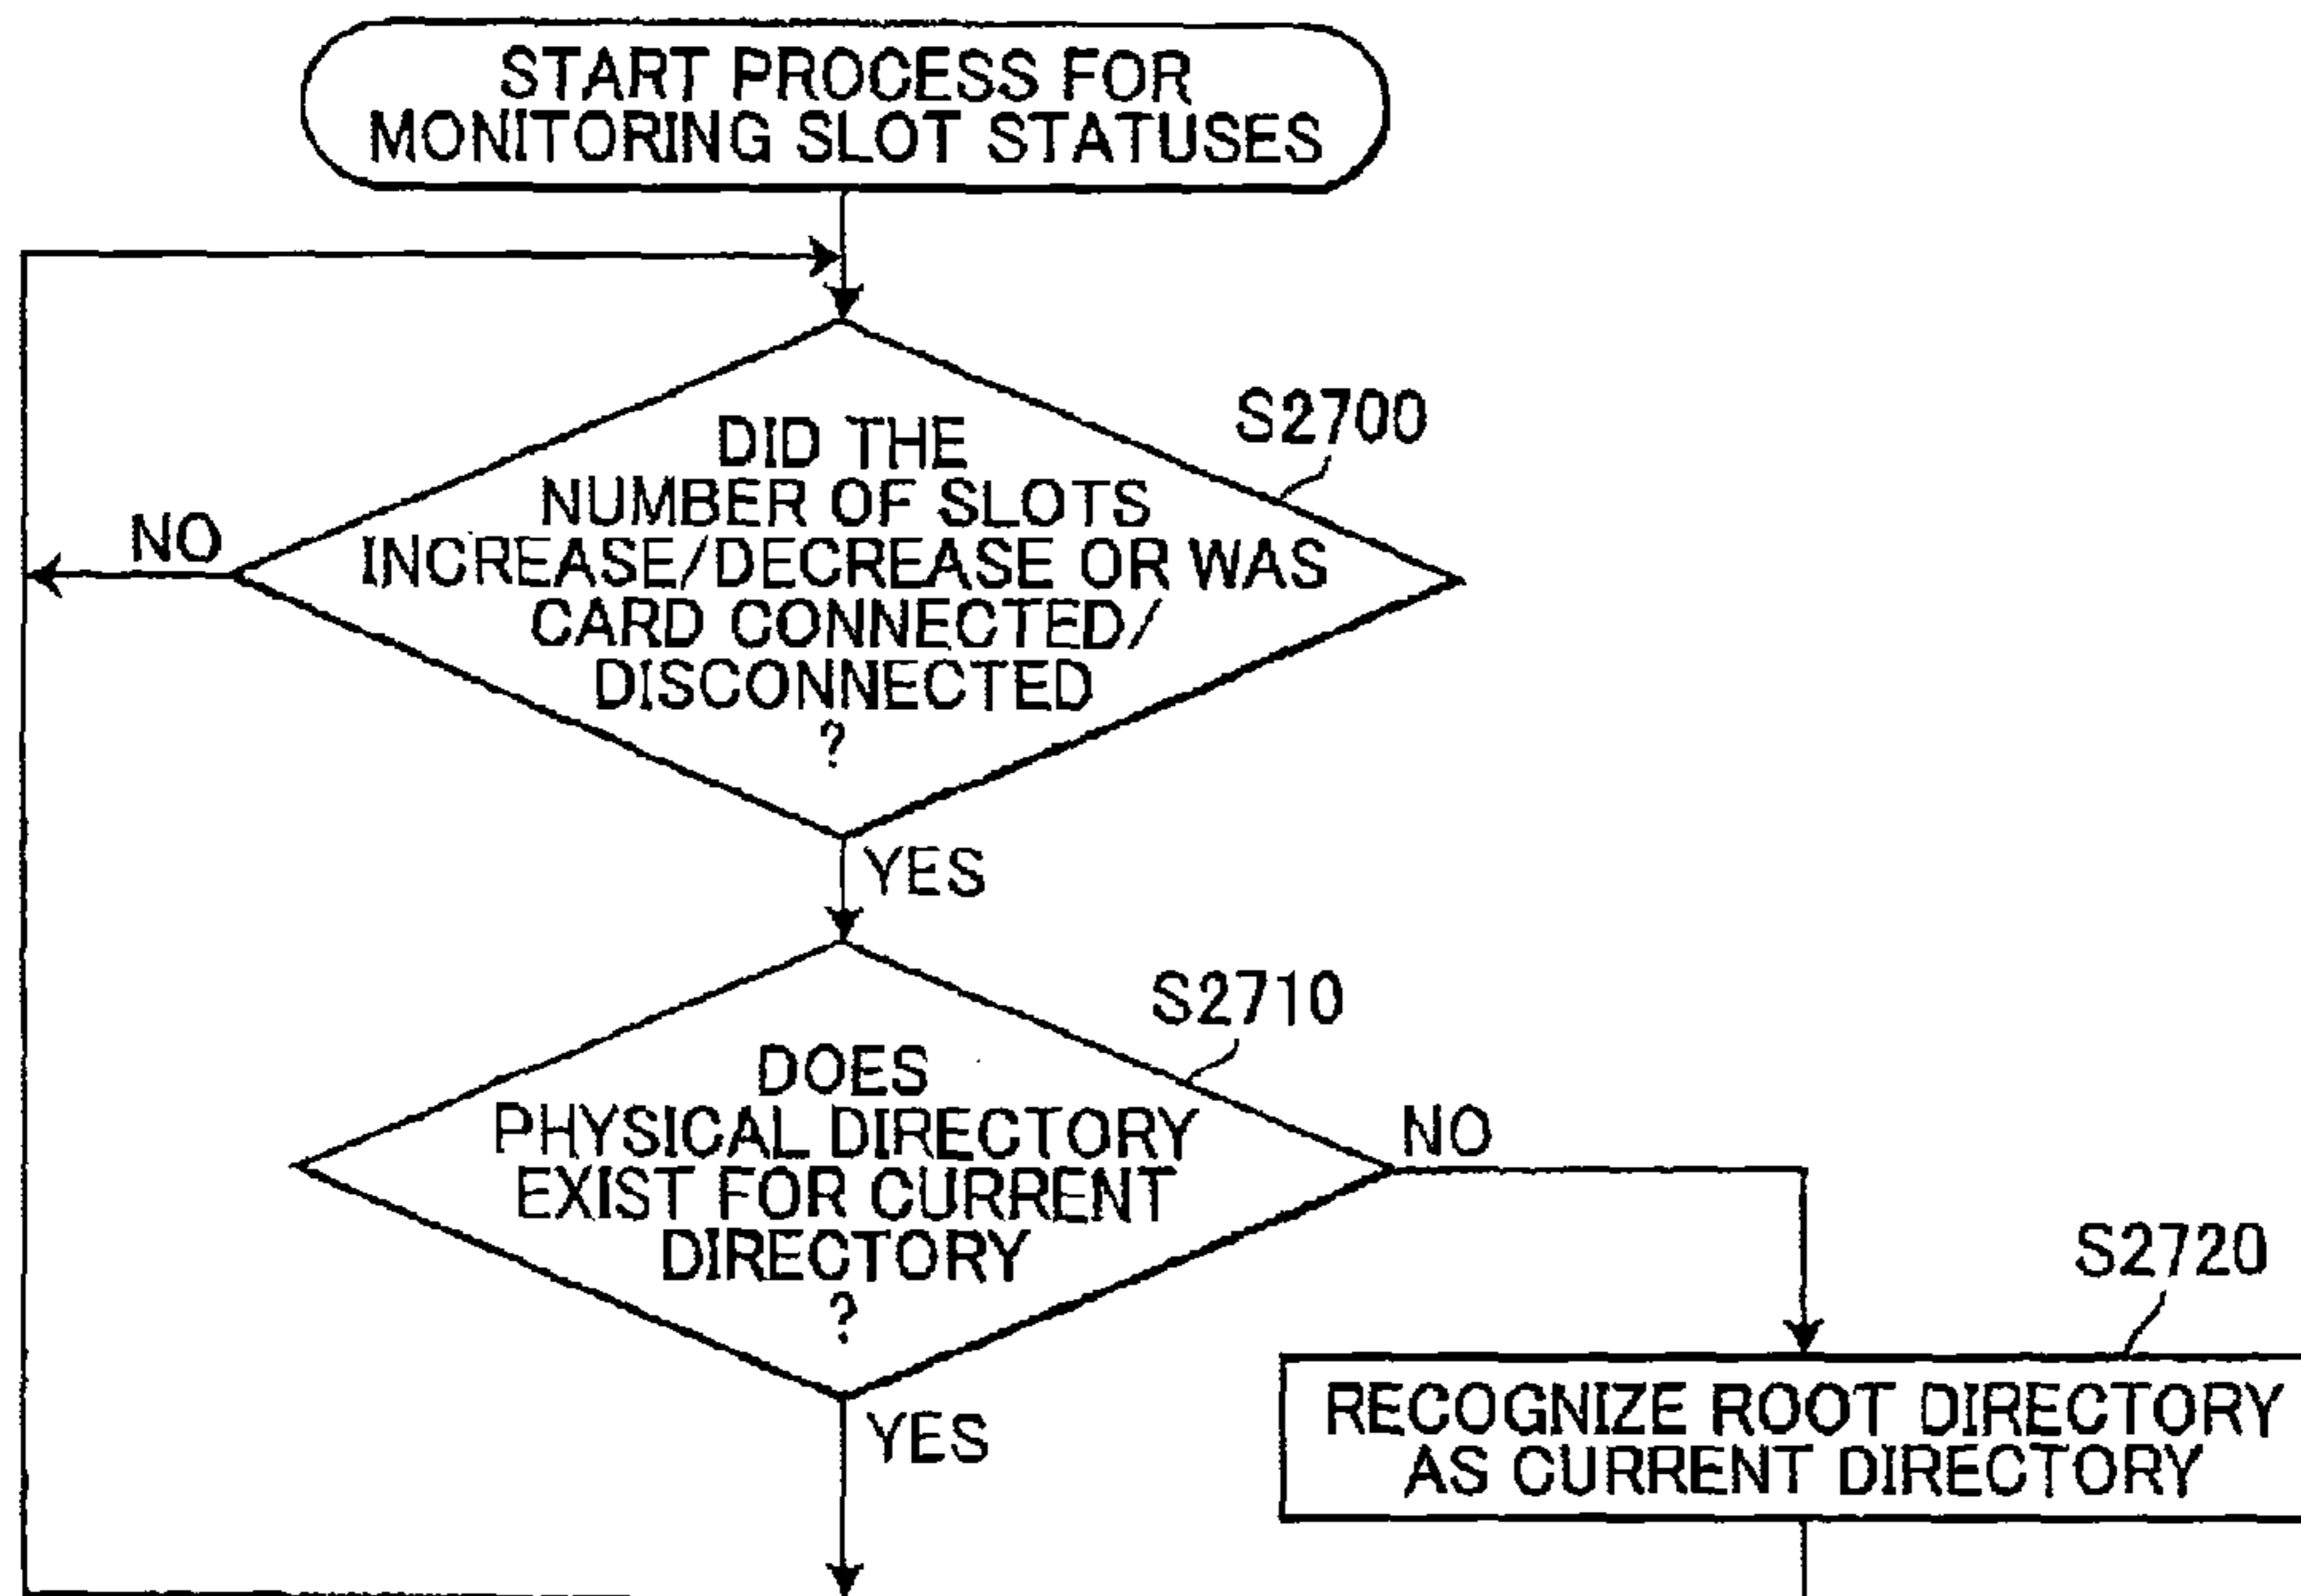 START PROCESS FOR
MONITORING SLOT STATUSES
S2700
DID THE
NUMBER OF SLOTS
INCREASE/DECREASE OR WAS
CARD CONNECTED/
DISCONNECTED
?
NO
YES
S2710
DOES
PHYSICAL DIRECTORY
EXIST FOR CURRENT
DIRECTORY
?
NO
YES
S2720
RECOGNIZE ROOT DIRECTORY
AS CURRENT DIRECTORY